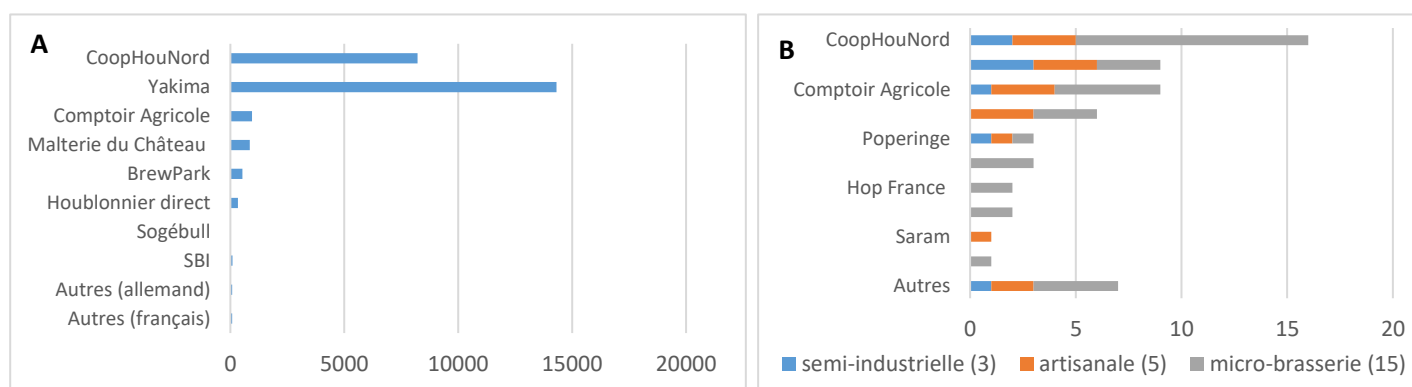 A
CoopHouNord
Yakima
Comptoir Agricole
Malterie du Château
BrewPark
Houblonnier direct
Sogébull
SBI
Autres (allemand)
Autres (français)
0 5000 10000 15000 20000
B
CoopHouNord
Comptoir Agricole
Poperinge
Hop France
Saram
Autres
0 5 10 15 20
semi-industrielle (3) artisanale (5) micro-brasserie (15)